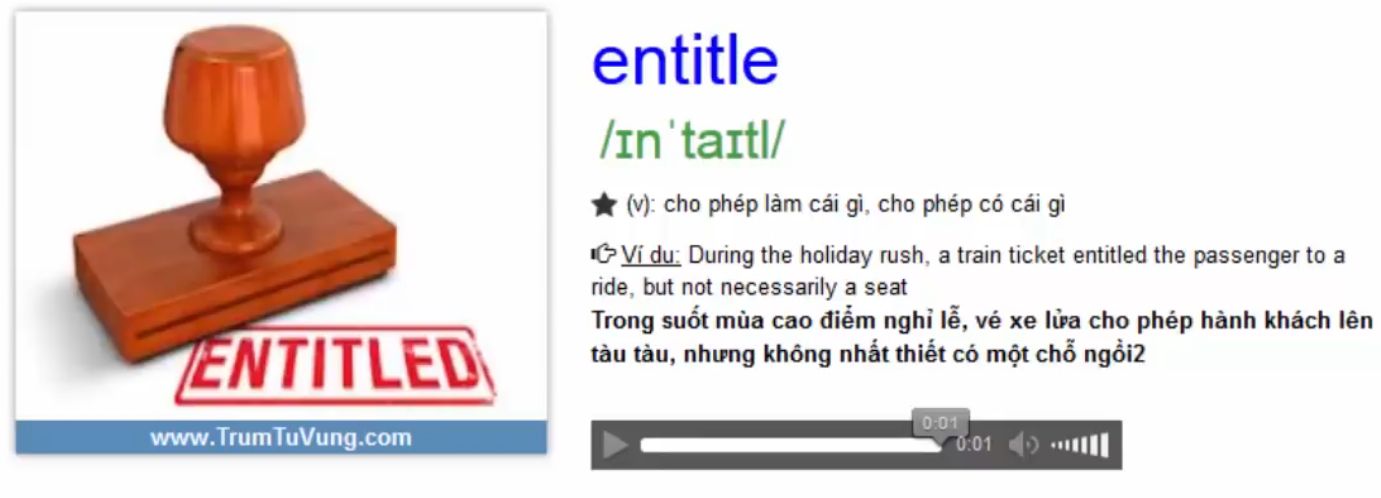 entitle
/ɪnˈtaɪtl/
★ (v): cho phép làm cái gì, cho phép có cái gì
Ví du: During the holiday rush, a train ticket entitled the passenger to a
ride, but not necessarily a seat
Trong suốt mùa cao điểm nghỉ lễ, vé xe lửa cho phép hành khách lên
tàu tàu, nhưng không nhất thiết có một chỗ ngồi2
ENTITLED
www.TrumTuVung.com
0:01
0:01